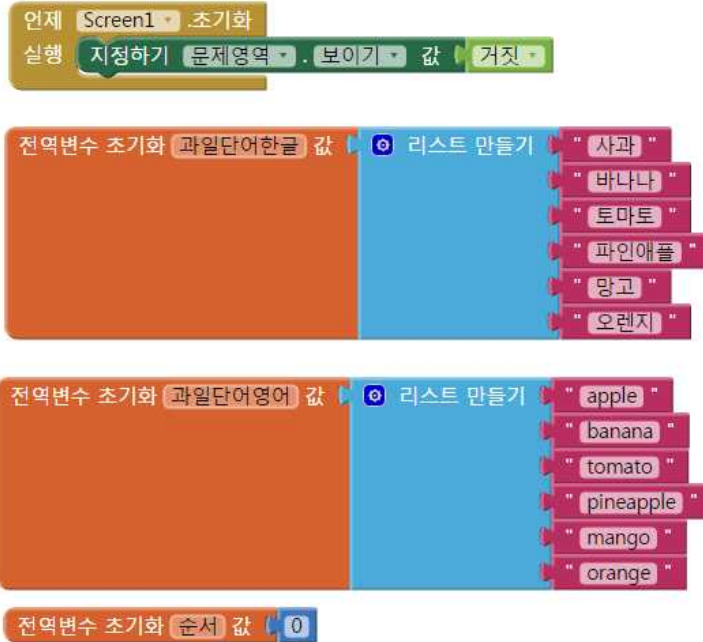 언제 Screen1 .초기화
실행 지정하기 문제영역 . 보이기 값 거짓
전역변수 초기화 과일단어한글 값 리스트 만들기 " 사과 "
" 바나나 "
" 토마토 "
" 파인애플 "
" 망고 "
" 오렌지 "
전역변수 초기화 과일단어영어 값 리스트 만들기 " apple "
" banana "
" tomato "
" pineapple "
" mango "
" orange "
전역변수 초기화 순서 값 0